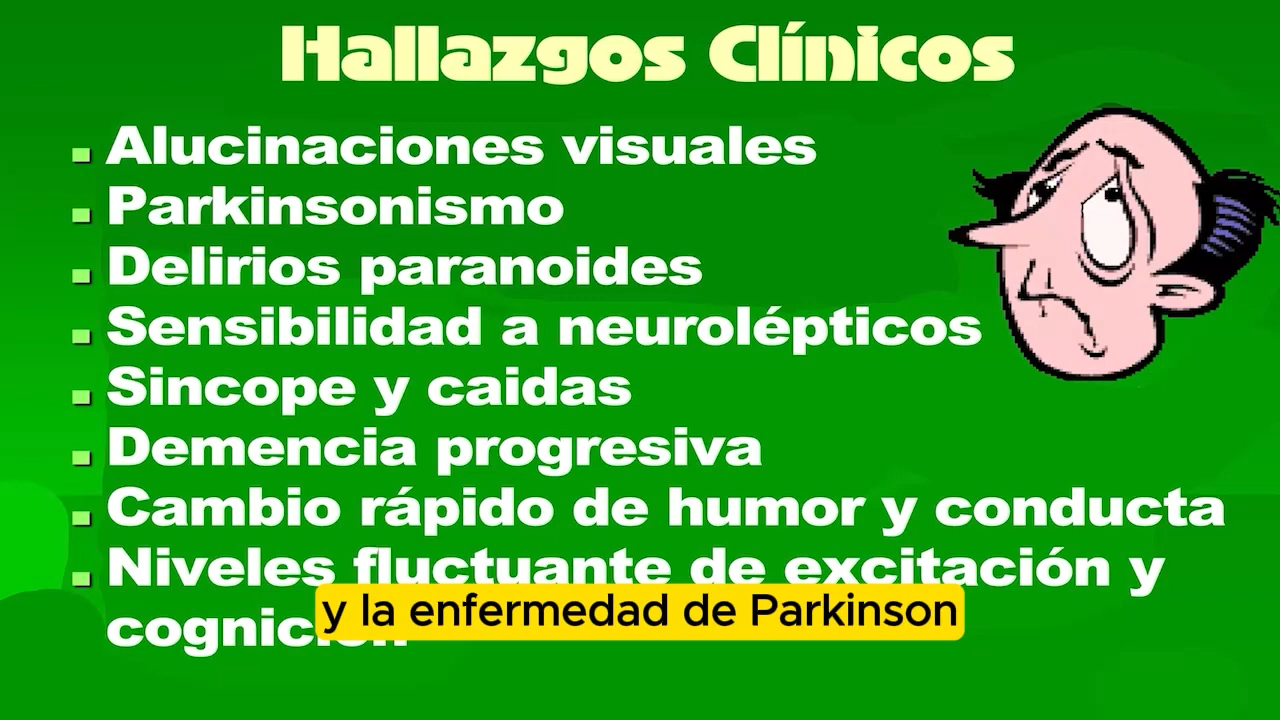 Hallazgos Clínicos
Alucinaciones visuales
Parkinsonismo
Delirios paranoides
Sensibilidad a neurolépticos
Sincope y caidas
Demencia progresiva
Cambio rápido de humor y conducta
Niveles fluctuante de excitación y
cognición
y la enfermedad de Parkinson